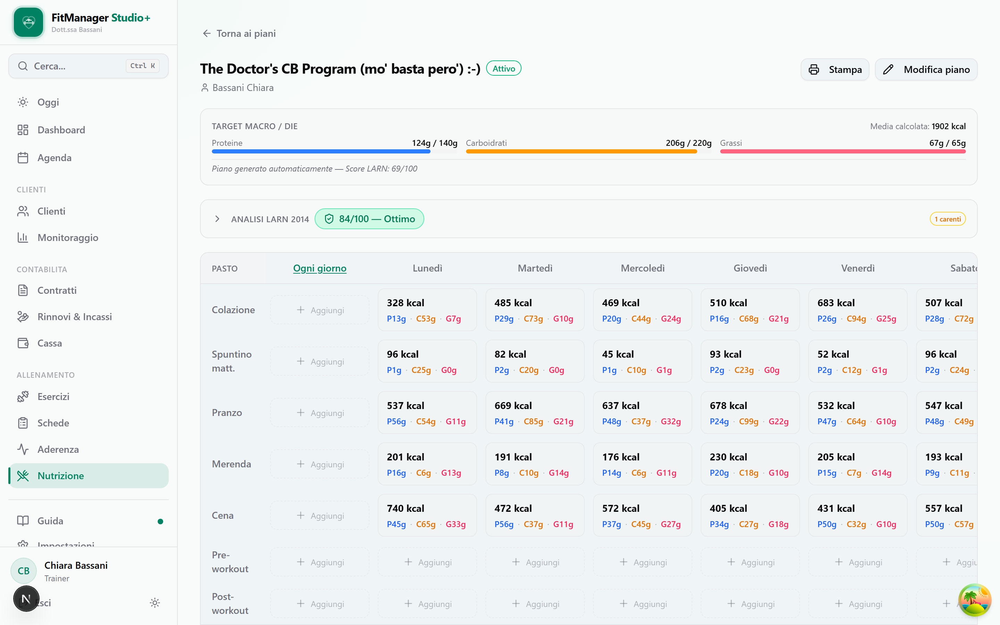 FitManager Studio+
Dott.ssa Bassani
Cerca...
Ctrl K
Oggi
Dashboard
Agenda
CLIENTI
Clienti
Monitoraggio
CONTABILITA
Contratti
Rinnovi & Incassi
Cassa
ALLENAMENTO
Esercizi
Schede
Aderenza
Nutrizione
Guida
Impostazioni
CB
Chiara Bassani
Trainer
N
Esci
Torna ai piani
The Doctor's CB Program (mo' basta pero') :-)
Attivo
Stampa
Modifica piano
Bassani Chiara
TARGET MACRO / DIE
Media calcolata: 1902 kcal
Proteine 124g / 140g
Carboidrati 206g / 220g
Grassi 67g / 65g
Piano generato automaticamente — Score LARN: 69/100
ANALISI LARN 2014
84/100 — Ottimo
1 carenti
PASTO Ogni giorno Lunedì Martedì Mercoledì Giovedì Venerdì
Colazione
+ Aggiungi
328 kcal
P13g · C53g · G7g
485 kcal
P29g · C73g · G10g
469 kcal
P20g · C44g · G24g
510 kcal
P16g · C68g · G21g
683 kcal
P26g · C94g · G25g
507 kcal
P28g · C72g
Spuntino
matt.
+ Aggiungi
96 kcal
P1g · C25g · G0g
82 kcal
P2g · C20g · G0g
45 kcal
P1g · C10g · G1g
93 kcal
P2g · C23g · G0g
52 kcal
P2g · C12g · G1g
96 kcal
P2g · C24g ·
Pranzo
+ Aggiungi
537 kcal
P56g · C54g · G11g
669 kcal
P41g · C85g · G21g
637 kcal
P48g · C37g · G32g
678 kcal
P24g · C99g · G22g
532 kcal
P47g · C64g · G10g
547 kcal
P48g · C49g
Merenda
+ Aggiungi
201 kcal
P16g · C6g · G13g
191 kcal
P8g · C10g · G14g
176 kcal
P14g · C6g · G11g
230 kcal
P20g · C18g · G10g
205 kcal
P15g · C7g · G14g
193 kcal
P9g · C11g ·
Cena
+ Aggiungi
740 kcal
P45g · C65g · G33g
472 kcal
P56g · C37g · G11g
572 kcal
P37g · C45g · G27g
405 kcal
P34g · C27g · G18g
431 kcal
P50g · C32g · G10g
557 kcal
P50g · C57g
Pre-
workout
+ Aggiungi + Aggiungi + Aggiungi + Aggiungi + Aggiungi + Aggiungi
Post-
workout
+ Aggiungi + Aggiungi + Aggiungi + Aggiungi + Aggiungi + Aggiungi